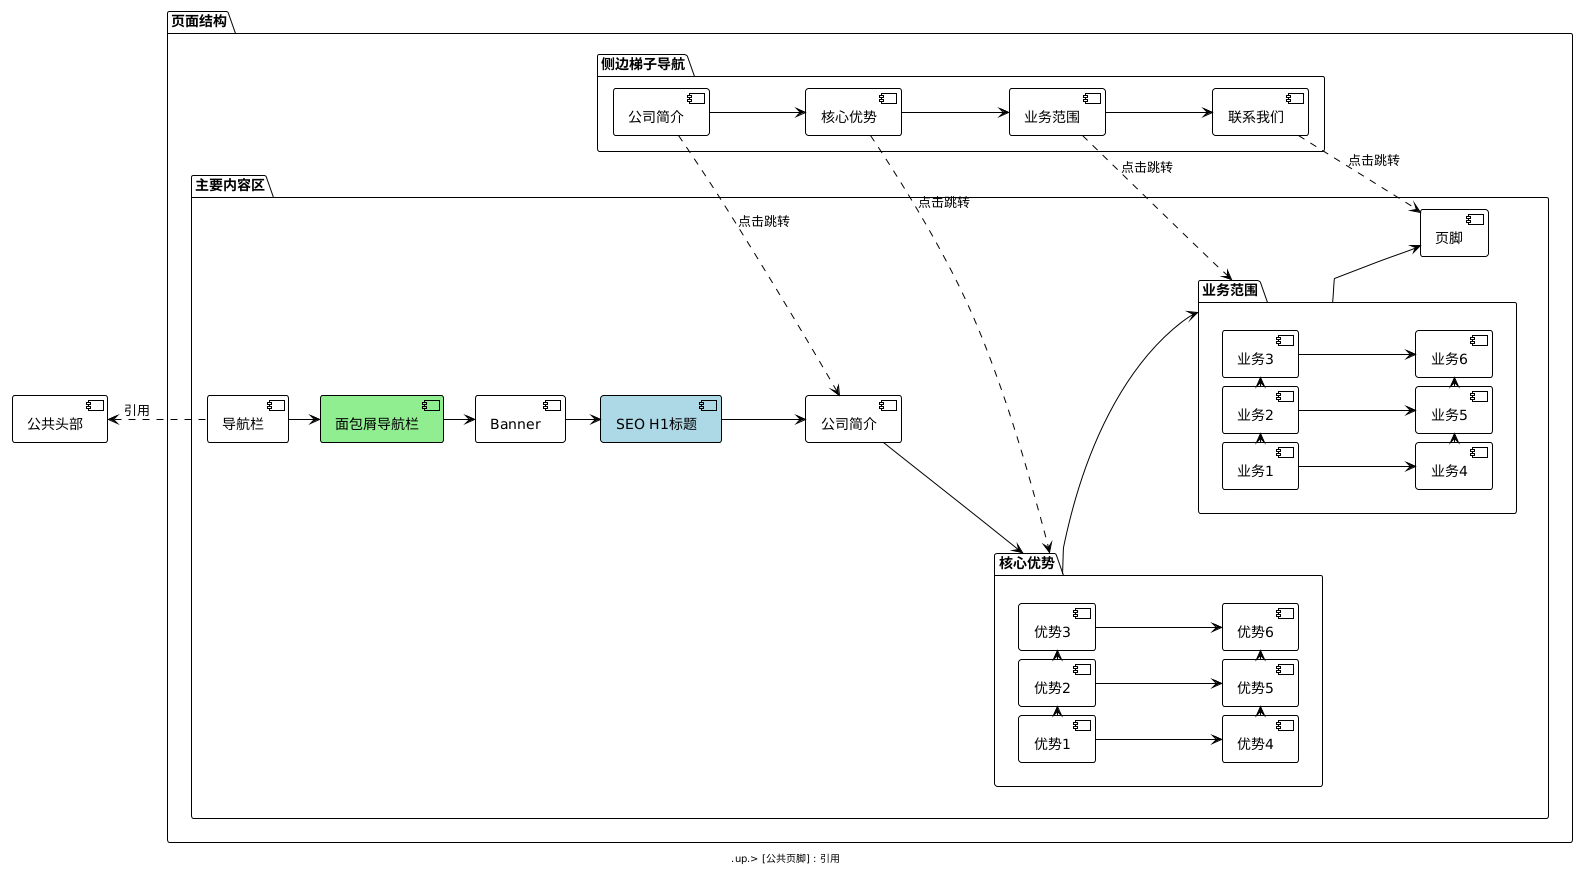 页面结构
侧边梯子导航
公司简介
核心优势
业务范围
联系我们
点击跳转
点击跳转
主要内容区
点击跳转
点击跳转
页脚
业务范围
业务3
业务6
公共头部
引用
导航栏
面包屑导航栏
Banner
SEO H1标题
公司简介
业务2
业务5
业务1
业务4
核心优势
优势3
优势6
优势2
优势5
优势1
优势4
.up.> [公共页脚] : 引用